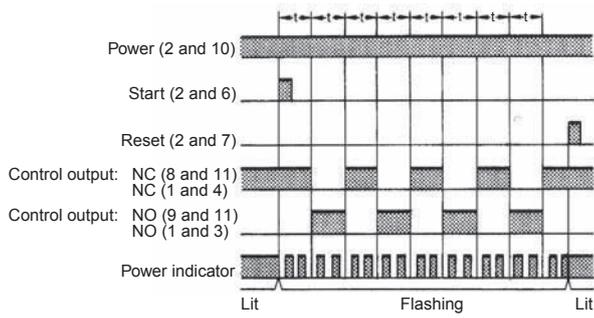 t t t t t t t t
Power (2 and 10)
Start (2 and 6)
Reset (2 and 7)
Control output: NC (8 and 11)
NC (1 and 4)
Control output: NO (9 and 11)
NO (1 and 3)
Power indicator
Lit Flashing Lit